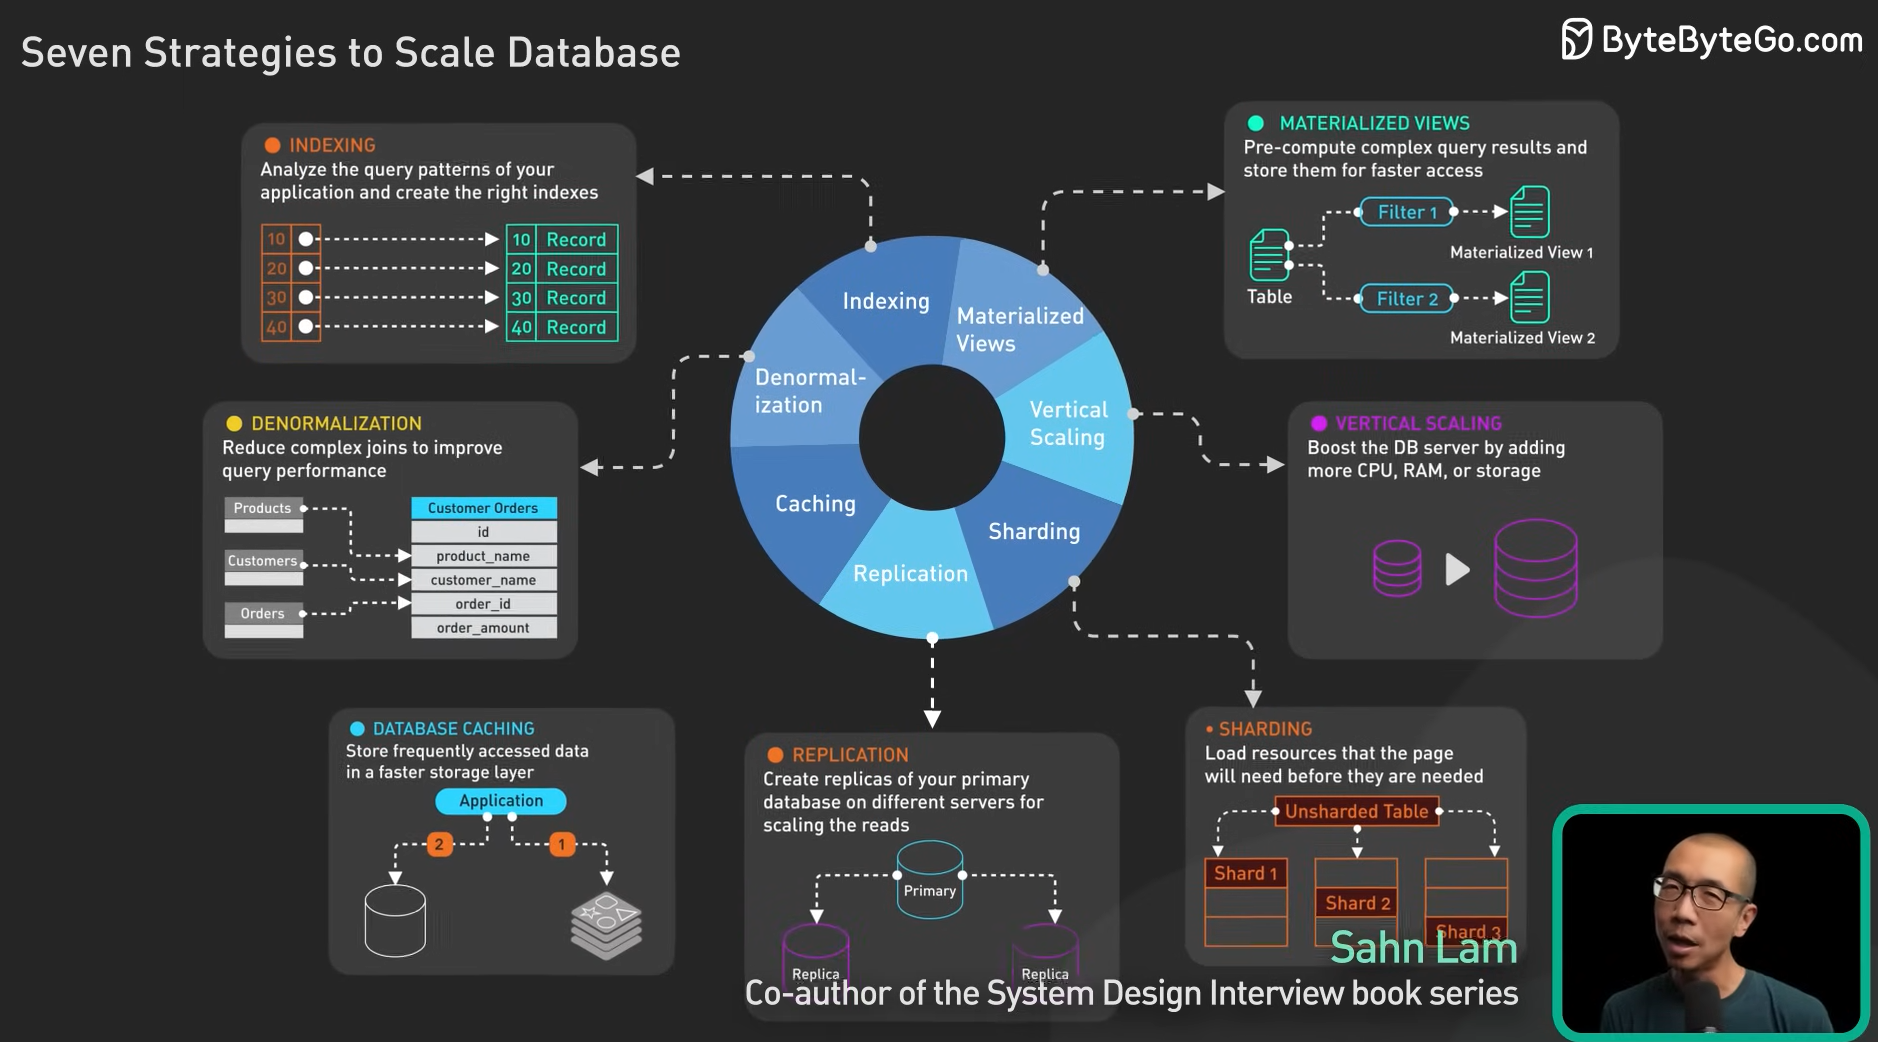 Seven Strategies to Scale Database
ByteByteGo.com
INDEXING
Analyze the query patterns of your
application and create the right indexes
10
20
30
40
10 Record
20 Record
30 Record
40 Record
MATERIALIZED VIEWS
Pre-compute complex query results and
store them for faster access
Table
Filter 1
Materialized View 1
Filter 2
Materialized View 2
Indexing
Materialized
Views
Denormal-
ization
Vertical
Scaling
Caching
Sharding
Replication
DENORMALIZATION
Reduce complex joins to improve
query performance
Products
Customers
Orders
Customer Orders
id
product_name
customer_name
order_id
order_amount
VERTICAL SCALING
Boost the DB server by adding
more CPU, RAM, or storage
DATABASE CACHING
Store frequently accessed data
in a faster storage layer
Application
2
1
REPLICATION
Create replicas of your primary
database on different servers for
scaling the reads
Primary
Replica
Replica
SHARDING
Load resources that the page
will need before they are needed
Unsharded Table
Shard 1
Shard 2
Shard 3
Sahn Lam
Co-author of the System Design Interview book series